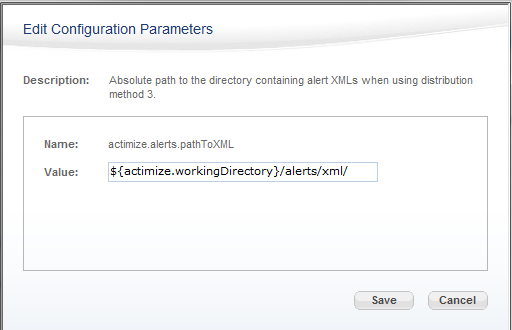 Edit Configuration Parameters
Description: Absolute path to the directory containing alert XMLs when using distribution
method 3.
Name: actimize.alerts.pathToXML
Value: ${actimize.workingDirectory}/alerts/xml/
Save Cancel